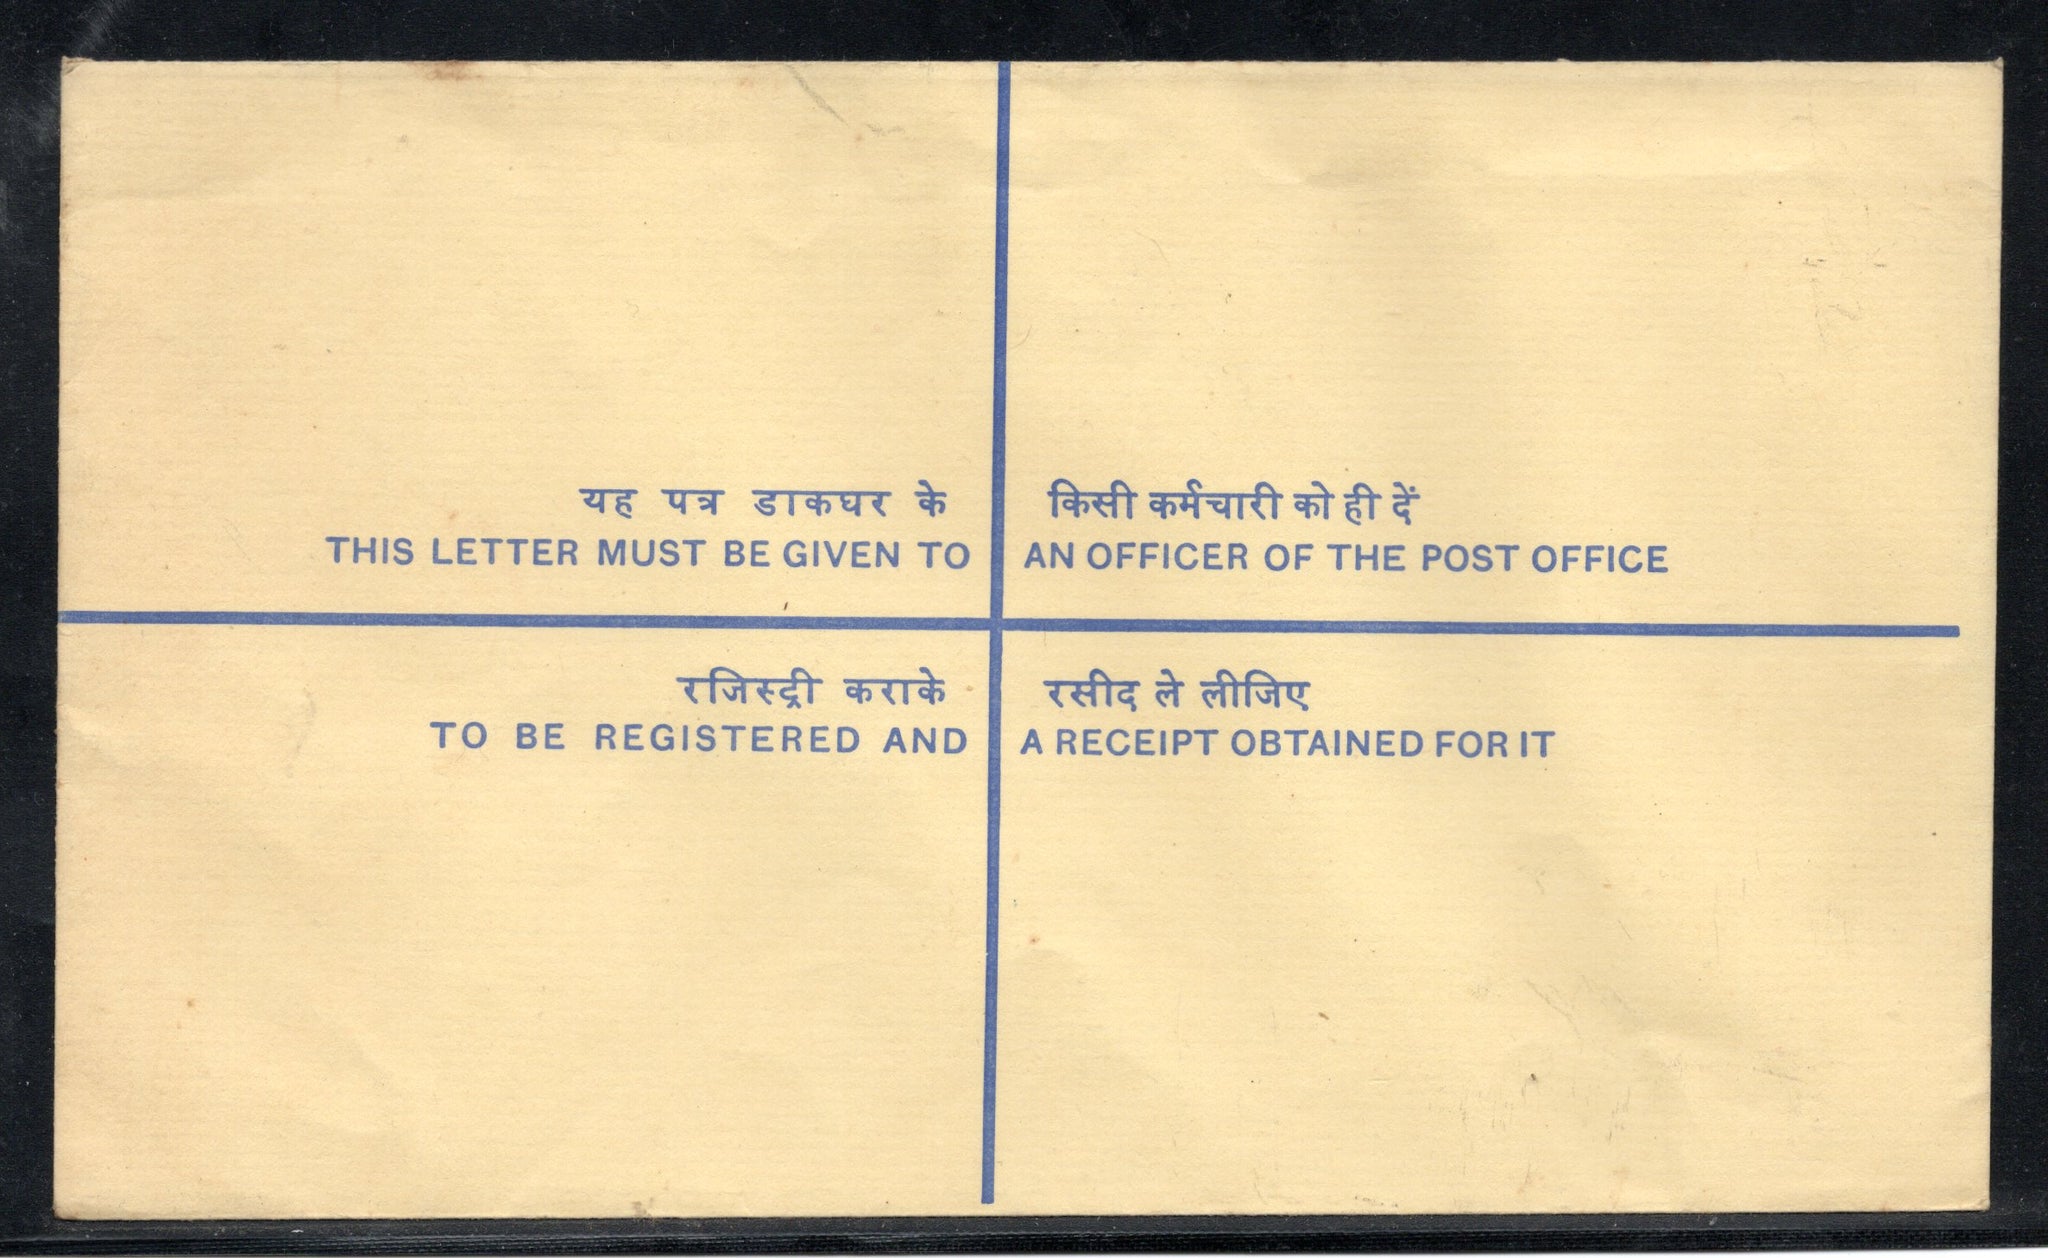 यह पत्र डाकघर के किसी कर्मचारी को ही दें
THIS LETTER MUST BE GIVEN TO AN OFFICER OF THE POST OFFICE
रजिस्ट्री कराके रसीद ले लीजिए
TO BE REGISTERED AND A RECEIPT OBTAINED FOR IT